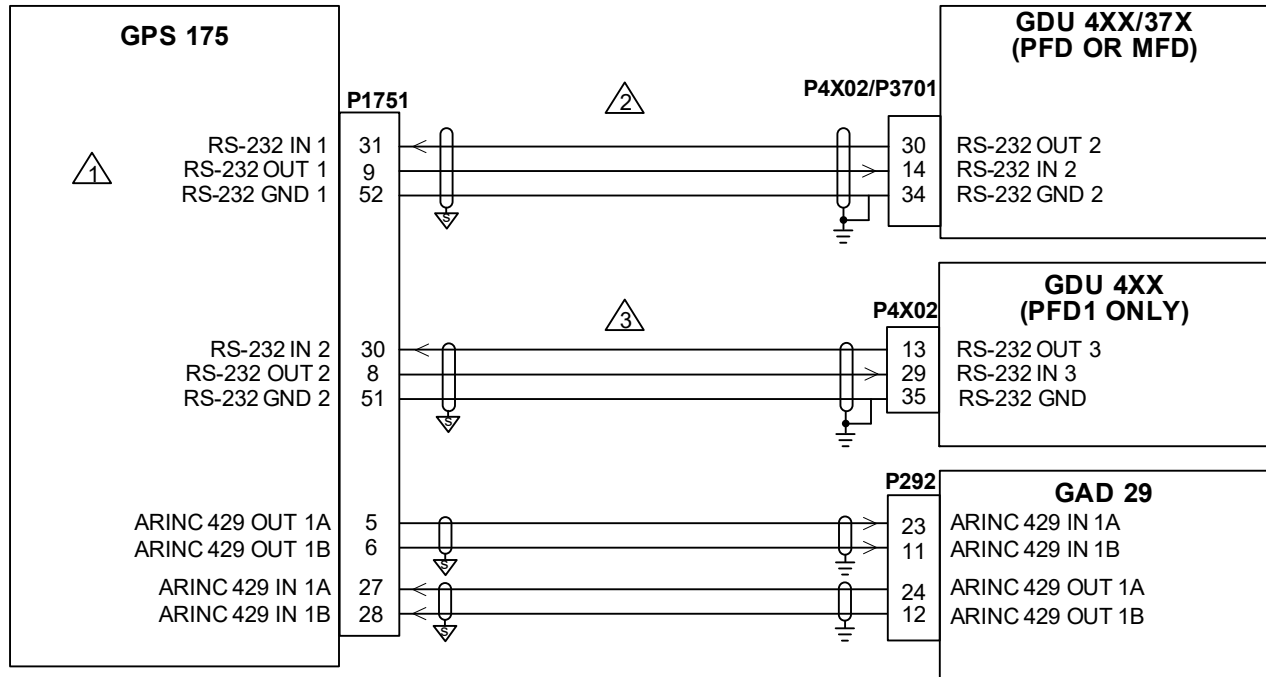 GPS 175
GDU 4XX/37X
(PFD OR MFD)
P1751
2
P4X02/P3701
1
RS-232 IN 1 31 30 RS-232 OUT 2
RS-232 OUT 1 9 14 RS-232 IN 2
RS-232 GND 1 52 34 RS-232 GND 2
S
GDU 4XX
(PFD1 ONLY)
3
P4X02
RS-232 IN 2 30 13 RS-232 OUT 3
RS-232 OUT 2 8 29 RS-232 IN 3
RS-232 GND 2 51 35 RS-232 GND
S
P292
GAD 29
ARINC 429 OUT 1A 5 23 ARINC 429 IN 1A
ARINC 429 OUT 1B 6 11 ARINC 429 IN 1B
S
ARINC 429 IN 1A 27 24 ARINC 429 OUT 1A
ARINC 429 IN 1B 28 12 ARINC 429 OUT 1B
S